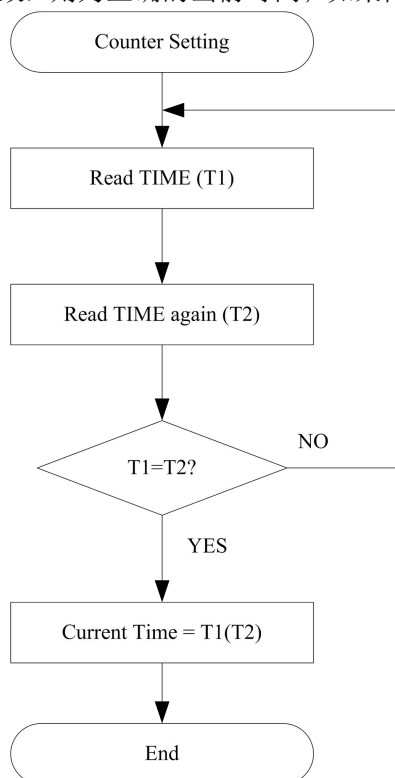 Counter Setting
Read TIME (T1)
Read TIME again (T2)
T1=T2?
NO
YES
Current Time = T1(T2)
End